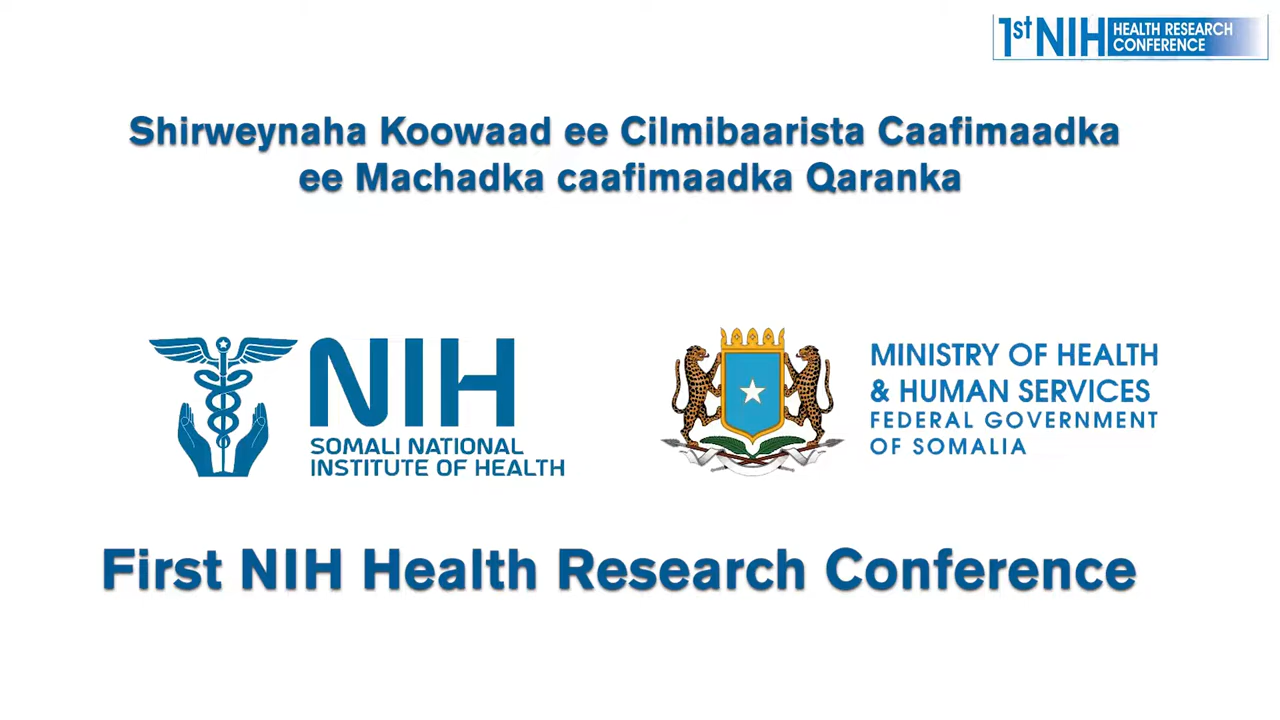 1st NIH HEALTH RESEARCH
CONFERENCE
Shirweynaha Koowaad ee Cilmibaarista Caafimaadka
ee Machadka caafimaadka Qaranka
NIH
SOMALI NATIONAL
INSTITUTE OF HEALTH
MINISTRY OF HEALTH
& HUMAN SERVICES
FEDERAL GOVERNMENT
OF SOMALIA
First NIH Health Research Conference